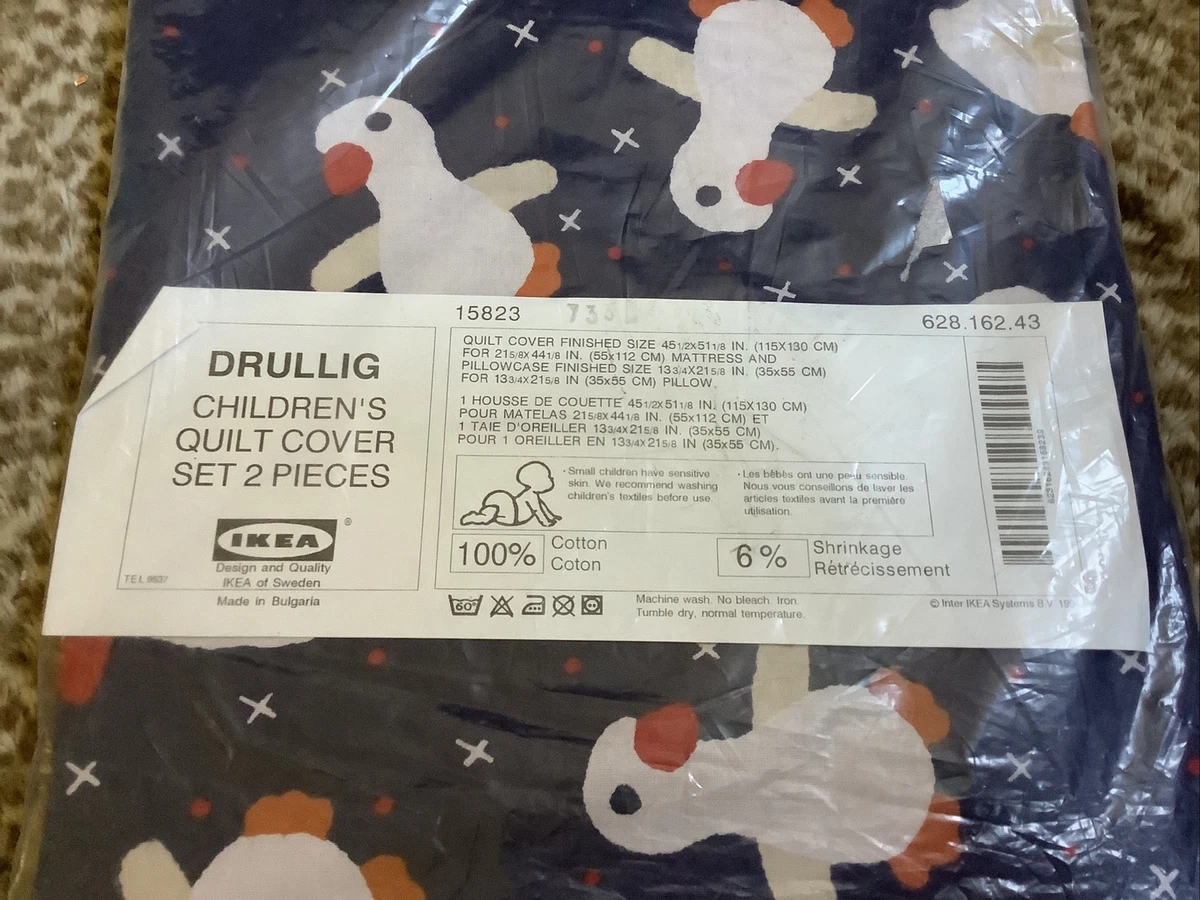 15823
628.162.43
DRULLIG
CHILDREN'S
QUILT COVER
SET 2 PIECES
IKEA
®
Design and Quality
IKEA of Sweden
TEL 9637
Made in Bulgaria
QUILT COVER FINISHED SIZE 45 1/2X51 1/8 IN. (115X130 CM)
FOR 21 5/8X44 1/8 IN. (55x112 CM) MATTRESS AND
PILLOWCASE FINISHED SIZE 13 3/4X21 5/8 IN. (35x55 CM)
FOR 13 3/4X21 5/8 IN (35x55 CM) PILLOW.
1 HOUSSE DE COUETTE 45 1/2X51 1/8 IN. (115X130 CM)
POUR MATELAS 21 5/8X44 1/8 IN. (55x112 CM) ET
1 TAIE D'OREILLER 13 3/4X21 5/8 IN. (35x55 CM)
POUR 1 OREILLER EN 13 3/4X21 5/8 IN (35x55 CM).
· Small children have sensitive
skin. We recommend washing
children's textiles before use.
· Les bébés ont une peau sensible.
Nous vous conseillons de laver les
articles textiles avant la première
utilisation.
100% Cotton
Coton
6% Shrinkage
Rétrécissement
60°
Machine wash. No bleach. Iron.
Tumble dry, normal temperature.
© Inter IKEA Systems B.V.